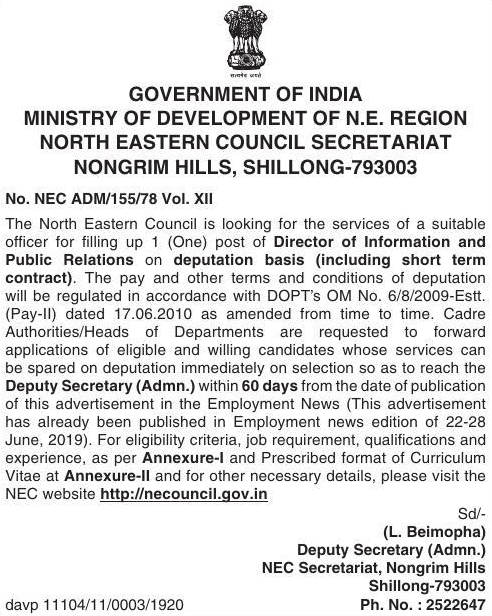 सत्यमेव जयते
GOVERNMENT OF INDIA
MINISTRY OF DEVELOPMENT OF N.E. REGION
NORTH EASTERN COUNCIL SECRETARIAT
NONGRIM HILLS, SHILLONG-793003
No. NEC ADM/155/78 Vol. XII
The North Eastern Council is looking for the services of a suitable
officer for filling up 1 (One) post of Director of Information and
Public Relations on deputation basis (including short term
contract). The pay and other terms and conditions of deputation
will be regulated in accordance with DOPT's OM No. 6/8/2009-Estt.
(Pay-II) dated 17.06.2010 as amended from time to time. Cadre
Authorities/Heads of Departments are requested to forward
applications of eligible and willing candidates whose services can
be spared on deputation immediately on selection so as to reach the
Deputy Secretary (Admn.) within 60 days from the date of publication
of this advertisement in the Employment News (This advertisement
has already been published in Employment news edition of 22-28
June, 2019). For eligibility criteria, job requirement, qualifications and
experience, as per Annexure-I and Prescribed format of Curriculum
Vitae at Annexure-II and for other necessary details, please visit the
NEC website http://necouncil.gov.in
Sd/-
(L. Beimopha)
Deputy Secretary (Admn.)
NEC Secretariat, Nongrim Hills
Shillong-793003
davp 11104/11/0003/1920 Ph. No. : 2522647